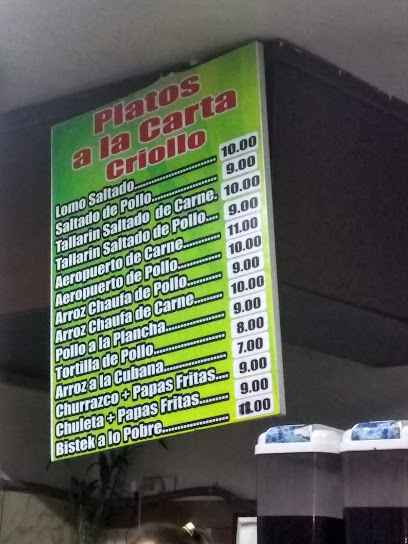 Platos
a la Carta
Criollo
Lomo Saltado.................... 10.00
Saltado de Pollo................ 9.00
Tallarin Saltado de Carne. 10.00
Tallarin Saltado de Pollo.... 9.00
Aeropuerto de Carne.......... 11.00
Aeropuerto de Pollo........... 10.00
Arroz Chaufa de Pollo........ 9.00
Arroz Chaufa de Carne....... 10.00
Pollo a la Plancha.............. 9.00
Tortilla de Pollo................. 8.00
Arroz a la Cubana.............. 7.00
Churrazco + Papas Fritas.... 9.00
Chuleta + Papas Fritas........ 9.00
Bistek a lo Pobre................ 11.00